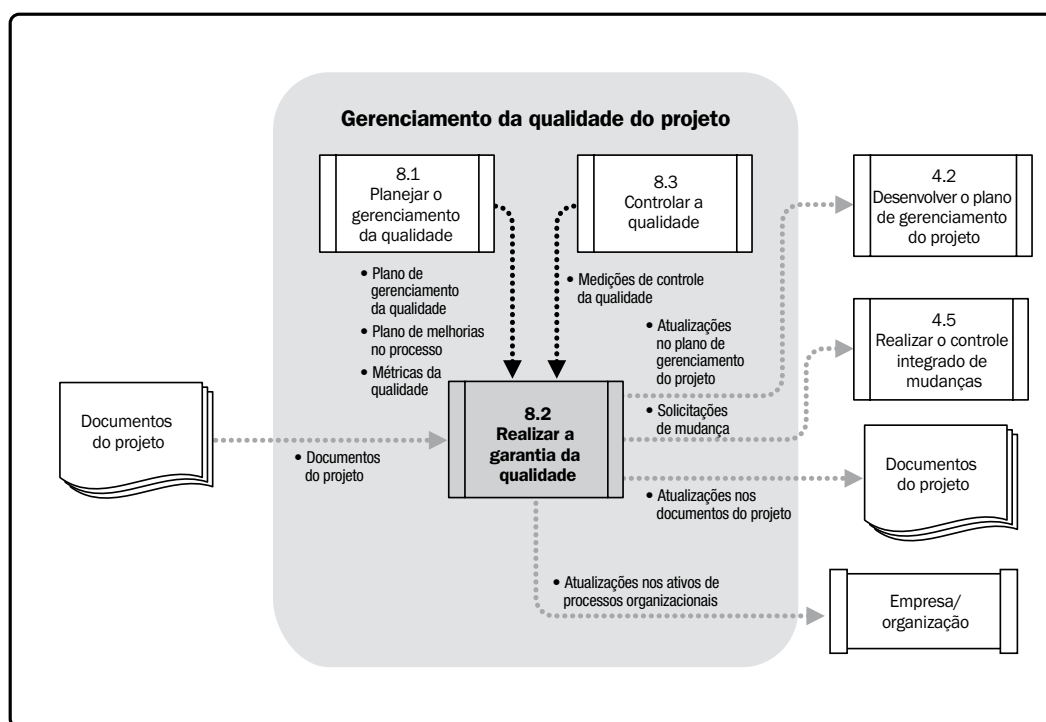 Gerenciamento da qualidade do projeto
8.1
Planejar o
gerenciamento
da qualidade
8.3
Controlar a
qualidade
4.2
Desenvolver o plano
de gerenciamento
do projeto
• Plano de
gerenciamento
da qualidade
• Plano de melhorias
no processo
• Métricas da
qualidade
• Medições de controle
da qualidade
• Atualizações
no plano de
gerenciamento
do projeto
4.5
Realizar o controle
integrado de
mudanças
Documentos
do projeto
• Documentos
do projeto
8.2
Realizar a
garantia da
qualidade
• Solicitações
de mudança
• Atualizações nos
documentos do projeto
Documentos
do projeto
• Atualizações nos ativos de
processos organizacionais
Empresa/
organização